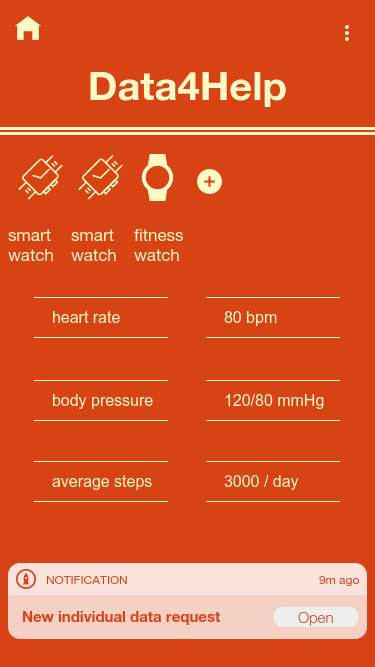 Data4Help
smart smart fitness
watch watch watch
heart rate 80 bpm
body pressure 120/80 mmHg
average steps 3000 / day
NOTIFICATION 9m ago
New individual data request Open